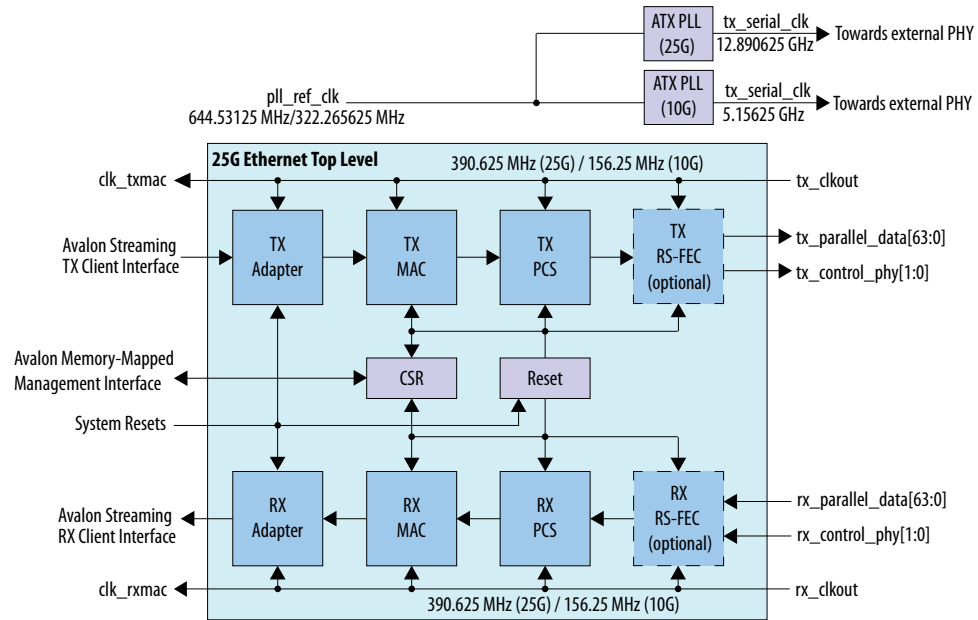 ATX PLL
(25G)
tx_serial_clk
12.890625 GHz
Towards external PHY
pll_ref_clk
644.53125 MHz/322.265625 MHz
ATX PLL
(10G)
tx_serial_clk
5.15625 GHz
Towards external PHY
25G Ethernet Top Level
390.625 MHz (25G) / 156.25 MHz (10G)
clk_txmac
tx_clkout
Avalon Streaming
TX Client Interface
TX
Adapter
TX
MAC
TX
PCS
TX
RS-FEC
(optional)
tx_parallel_data[63:0]
tx_control_phy[1:0]
Avalon Memory-Mapped
Management Interface
CSR
Reset
System Resets
Avalon Streaming
RX Client Interface
RX
Adapter
RX
MAC
RX
PCS
RX
RS-FEC
(optional)
rx_parallel_data[63:0]
rx_control_phy[1:0]
clk_rxmac
rx_clkout
390.625 MHz (25G) / 156.25 MHz (10G)